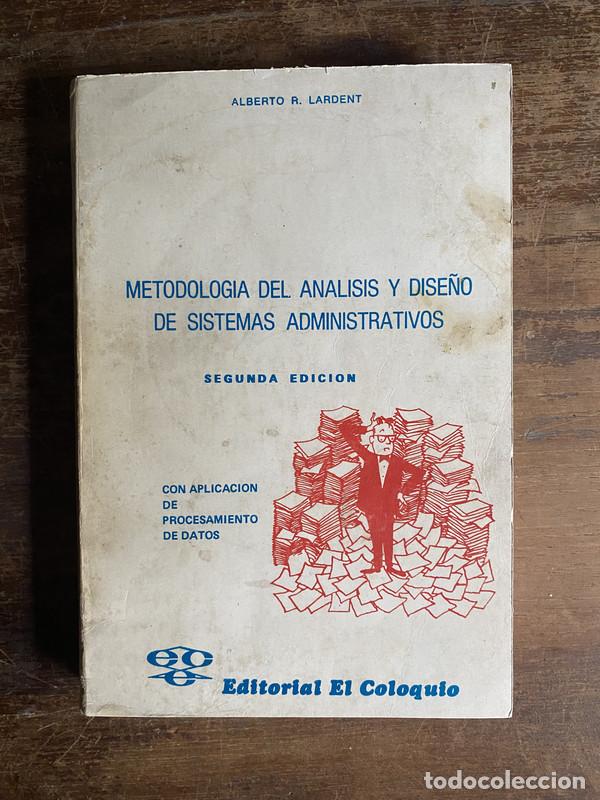 ALBERTO R. LARDENT
METODOLOGIA DEL. ANALISIS Y DISEÑO
DE SISTEMAS ADMINISTRATIVOS
SEGUNDA EDICION
CON APLICACION
DE
PROCESAMIENTO
DE DATOS
ece
Editorial El Coloquio
todocoleccion